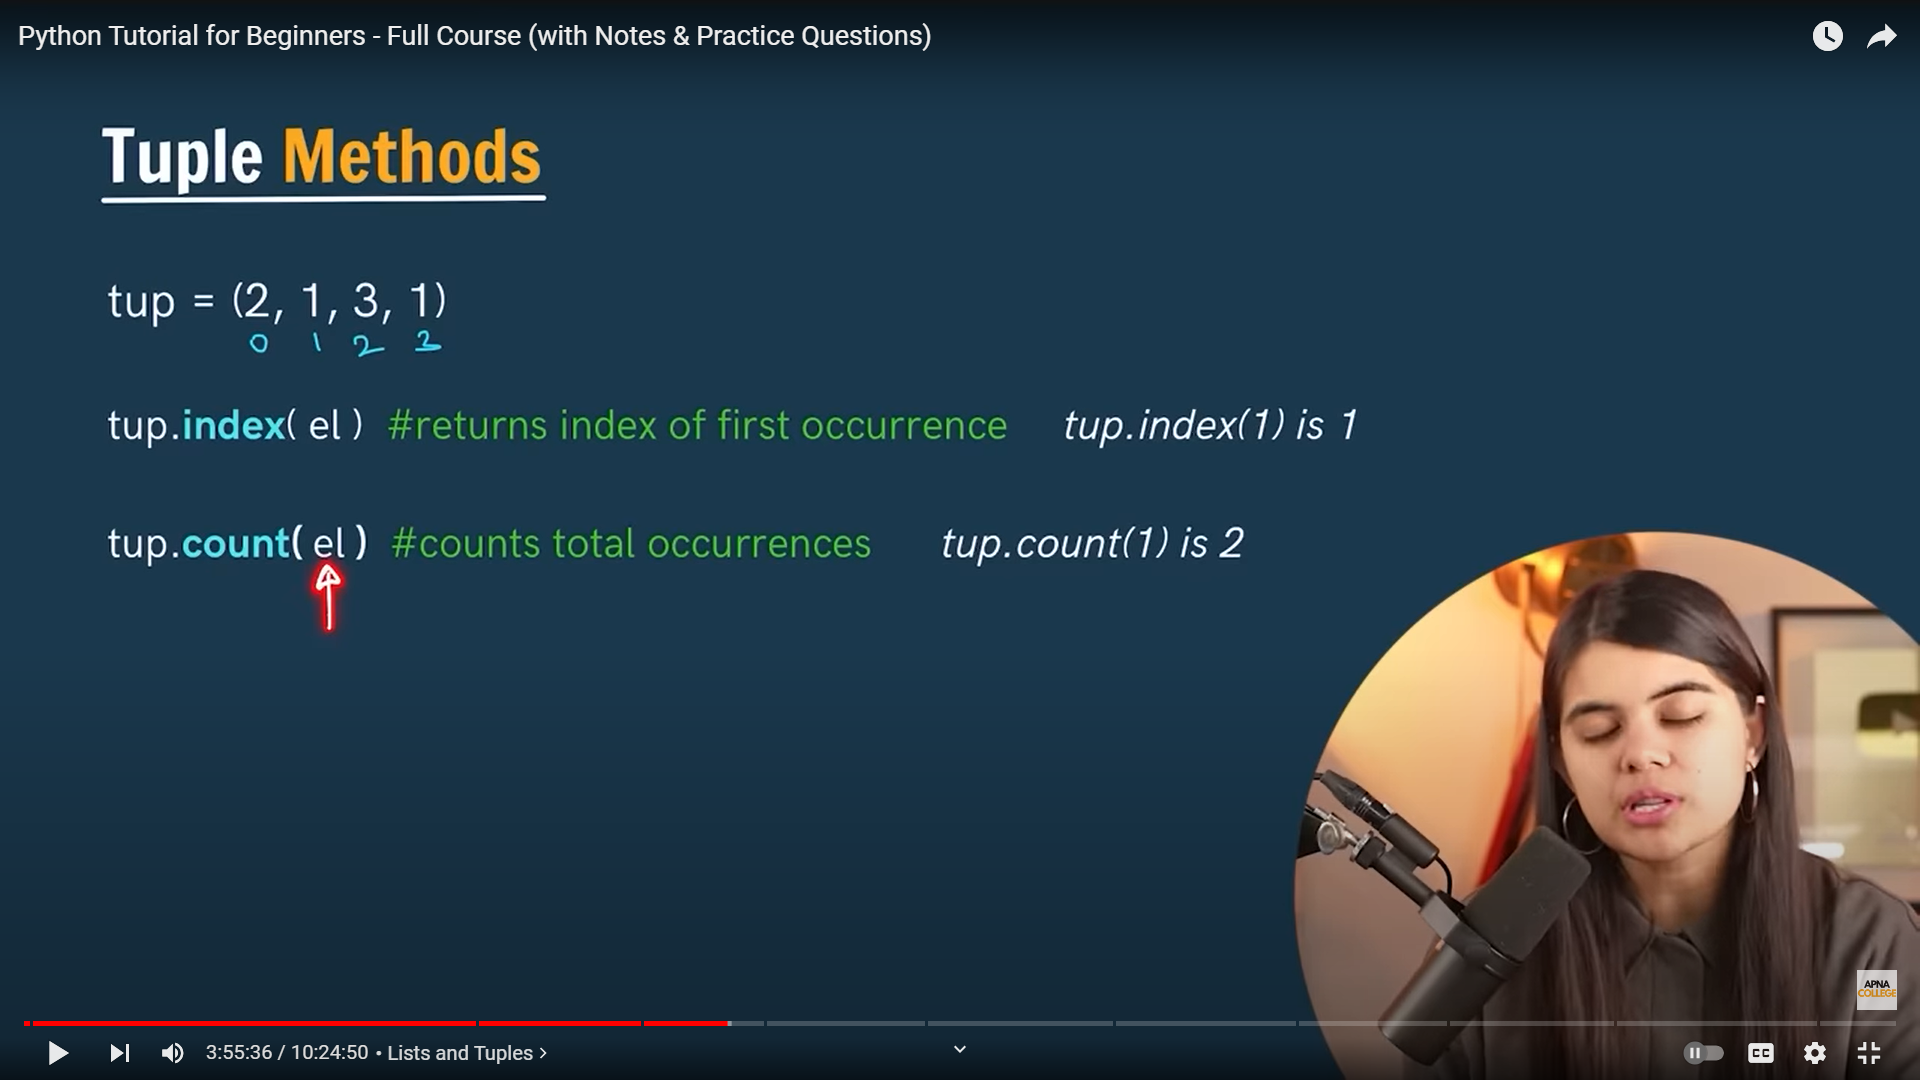 Python Tutorial for Beginners - Full Course (with Notes & Practice Questions)
Tuple Methods
tup = (2, 1, 3, 1)
0 1 2 3
tup.index( el ) #returns index of first occurrence tup.index(1) is 1
tup.count( el ) #counts total occurrences tup.count(1) is 2
APNA
COLLEGE
3:55:36 / 10:24:50 • Lists and Tuples >
CC